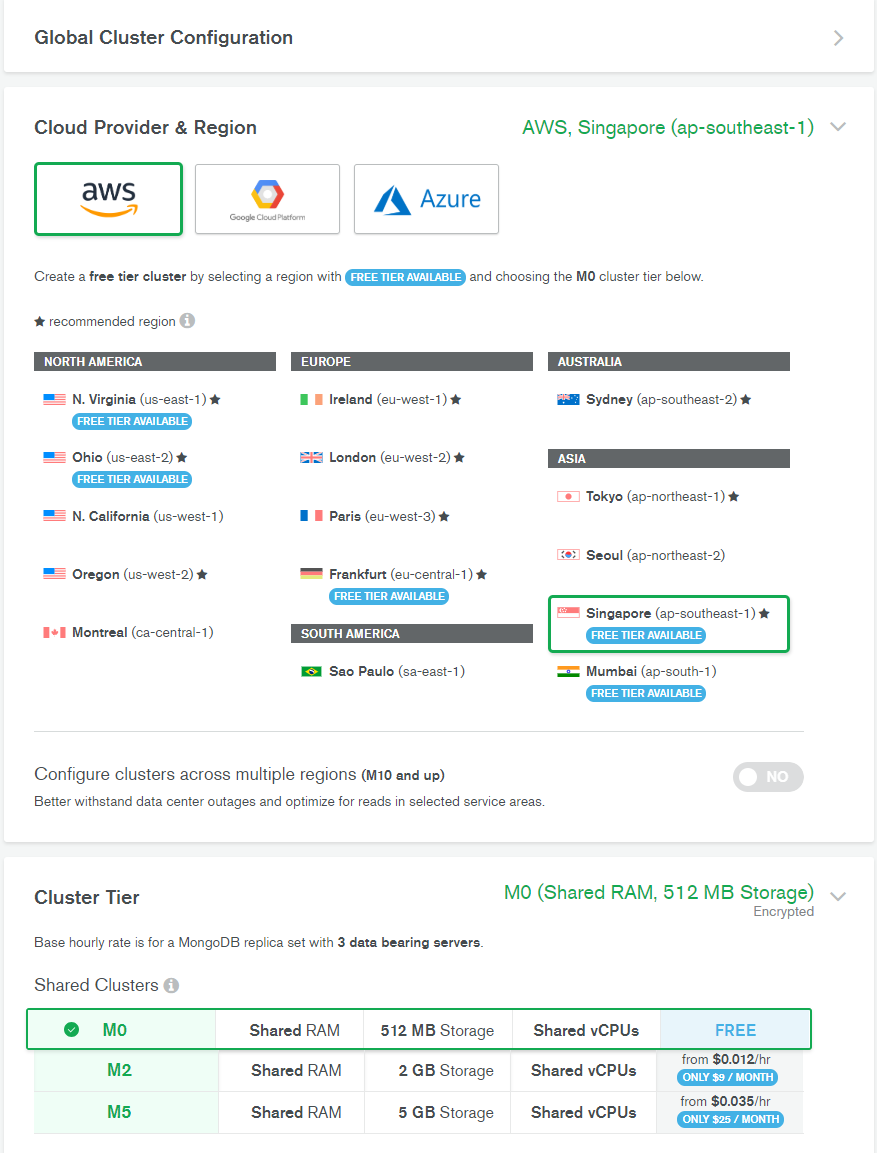 Global Cluster Configuration
Cloud Provider & Region
AWS, Singapore (ap-southeast-1)
aws
Google Cloud Platform
Azure
Create a free tier cluster by selecting a region with FREE TIER AVAILABLE and choosing the M0 cluster tier below.
★ recommended region i
NORTH AMERICA
N. Virginia (us-east-1) ★
FREE TIER AVAILABLE
Ohio (us-east-2) ★
FREE TIER AVAILABLE
N. California (us-west-1)
Oregon (us-west-2) ★
Montreal (ca-central-1)
EUROPE
Ireland (eu-west-1) ★
London (eu-west-2) ★
Paris (eu-west-3) ★
Frankfurt (eu-central-1) ★
FREE TIER AVAILABLE
SOUTH AMERICA
Sao Paulo (sa-east-1)
AUSTRALIA
Sydney (ap-southeast-2) ★
ASIA
Tokyo (ap-northeast-1) ★
Seoul (ap-northeast-2)
Singapore (ap-southeast-1) ★
FREE TIER AVAILABLE
Mumbai (ap-south-1)
FREE TIER AVAILABLE
Configure clusters across multiple regions (M10 and up)
NO
Better withstand data center outages and optimize for reads in selected service areas.
Cluster Tier
M0 (Shared RAM, 512 MB Storage)
Encrypted
Base hourly rate is for a MongoDB replica set with 3 data bearing servers.
Shared Clusters i
M0 Shared RAM 512 MB Storage Shared vCPUs FREE
M2 Shared RAM 2 GB Storage Shared vCPUs from $0.012/hr
ONLY $9 / MONTH
M5 Shared RAM 5 GB Storage Shared vCPUs from $0.035/hr
ONLY $25 / MONTH